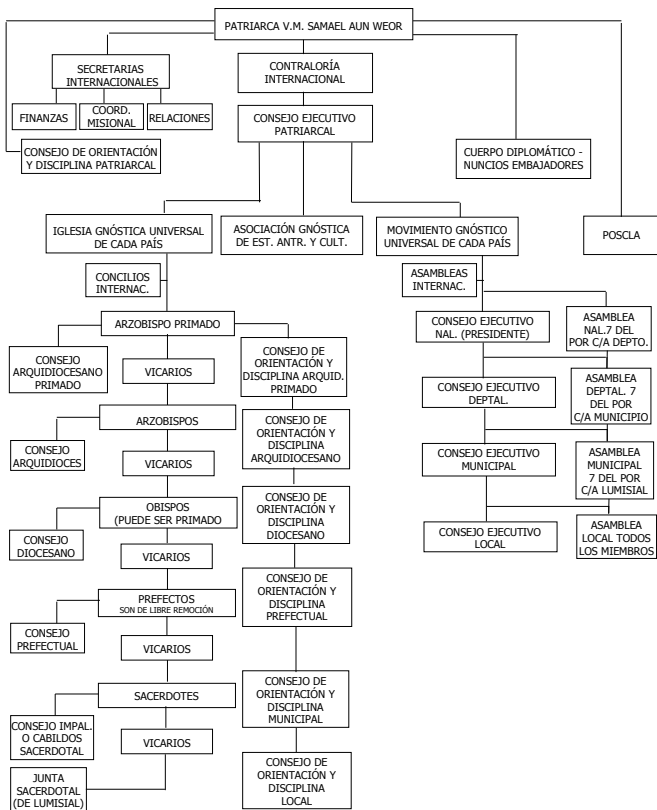 PATRIARCA V.M. SAMAEL AUN WEOR
SECRETARIAS
INTERNACIONALES
CONTRALORÍA
INTERNACIONAL
FINANZAS
COORD.
MISIONAL
RELACIONES
CONSEJO EJECUTIVO
PATRIARCAL
CONSEJO DE ORIENTACIÓN
Y DISCIPLINA PATRIARCAL
CUERPO DIPLOMÁTICO -
NUNCIOS EMBAJADORES
IGLESIA GNÓSTICA UNIVERSAL
DE CADA PAÍS
ASOCIACIÓN GNÓSTICA
DE EST. ANTR. Y CULT.
MOVIMIENTO GNÓSTICO
UNIVERSAL DE CADA PAÍS
POSCLA
CONCILIOS
INTERNAC.
ASAMBLEAS
INTERNAC.
ARZOBISPO PRIMADO
CONSEJO EJECUTIVO
NAL. (PRESIDENTE)
ASAMBLEA
NAL.7 DEL
POR C/A DEPTO.
CONSEJO
ARQUIDIOCESANO
PRIMADO
VICARIOS
CONSEJO DE
ORIENTACIÓN Y
DISCIPLINA ARQUID.
PRIMADO
CONSEJO EJECUTIVO
DEPTAL.
ASAMBLEA
DEPTAL. 7
DEL POR
C/A MUNICIPIO
ARZOBISPOS
CONSEJO DE
ORIENTACIÓN Y
DISCIPLINA
ARQUIDIOCESANO
CONSEJO
ARQUIDIOCES
VICARIOS
CONSEJO EJECUTIVO
MUNICIPAL
ASAMBLEA
MUNICIPAL
7 DEL POR
C/A LUMISIAL
OBISPOS
(PUEDE SER PRIMADO
CONSEJO DE
ORIENTACIÓN Y
DISCIPLINA
DIOCESANO
CONSEJO EJECUTIVO
LOCAL
ASAMBLEA
LOCAL TODOS
LOS MIEMBROS
CONSEJO
DIOCESANO
VICARIOS
PREFECTOS
SON DE LIBRE REMOCIÓN
CONSEJO DE
ORIENTACIÓN Y
DISCIPLINA
PREFECTUAL
CONSEJO
PREFECTUAL
VICARIOS
SACERDOTES
CONSEJO DE
ORIENTACIÓN Y
DISCIPLINA
MUNICIPAL
CONSEJO IMPAL.
O CABILDOS
SACERDOTAL
VICARIOS
JUNTA
SACERDOTAL
(DE LUMISIAL)
CONSEJO DE
ORIENTACIÓN Y
DISCIPLINA
LOCAL